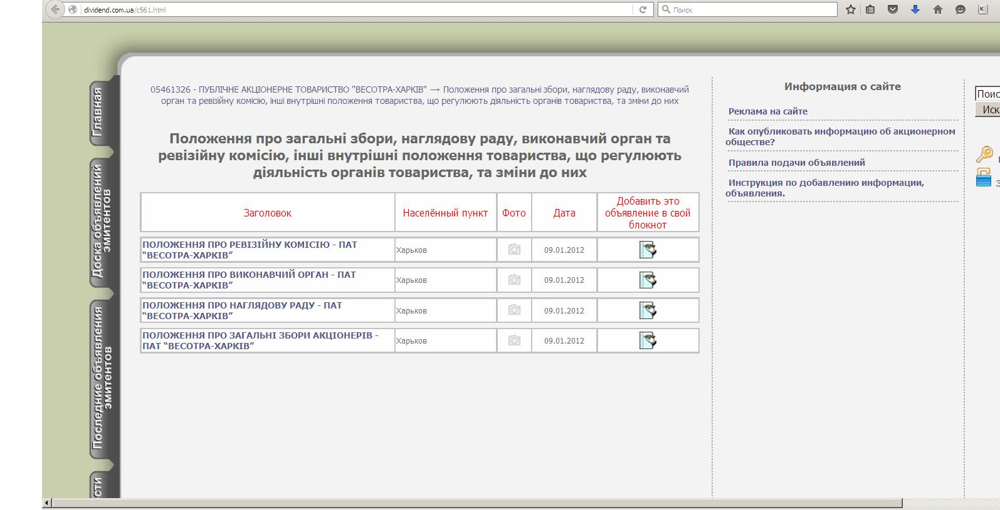 dividend.com.ua/c561.html
Поиск
Главная
Доска объявлений
эмитентов
Последние объявления
эмитентов
сти
05461326 - ПУБЛІЧНЕ АКЦІОНЕРНЕ ТОВАРИСТВО "ВЕСОТРА-ХАРКІВ" → Положення про загальні збори, наглядову раду, виконавчий
орган та ревізійну комісію, інші внутрішні положення товариства, що регулюють діяльність органів товариства, та зміни до них
Положення про загальні збори, наглядову раду, виконавчий орган та
ревізійну комісію, інші внутрішні положення товариства, що регулюють
діяльність органів товариства, та зміни до них
Заголовок
Населённый пункт
Фото
Дата
Добавить это
объявление в свой
блокнот
ПОЛОЖЕННЯ ПРО РЕВІЗІЙНУ КОМІСІЮ - ПАТ
“ВЕСОТРА-ХАРКІВ”
Харьков
09.01.2012
ПОЛОЖЕННЯ ПРО ВИКОНАВЧИЙ ОРГАН - ПАТ
“ВЕСОТРА-ХАРКІВ”
Харьков
09.01.2012
ПОЛОЖЕННЯ ПРО НАГЛЯДОВУ РАДУ - ПАТ
“ВЕСОТРА-ХАРКІВ”
Харьков
09.01.2012
ПОЛОЖЕННЯ ПРО ЗАГАЛЬНІ ЗБОРИ АКЦІОНЕРІВ -
ПАТ “ВЕСОТРА-ХАРКІВ”
Харьков
09.01.2012
Информация о сайте
Реклама на сайте
Как опубликовать информацию об акционерном
обществе?
Правила подачи объявлений
Инструкция по добавлению информации,
объявления.
Поис
Иск